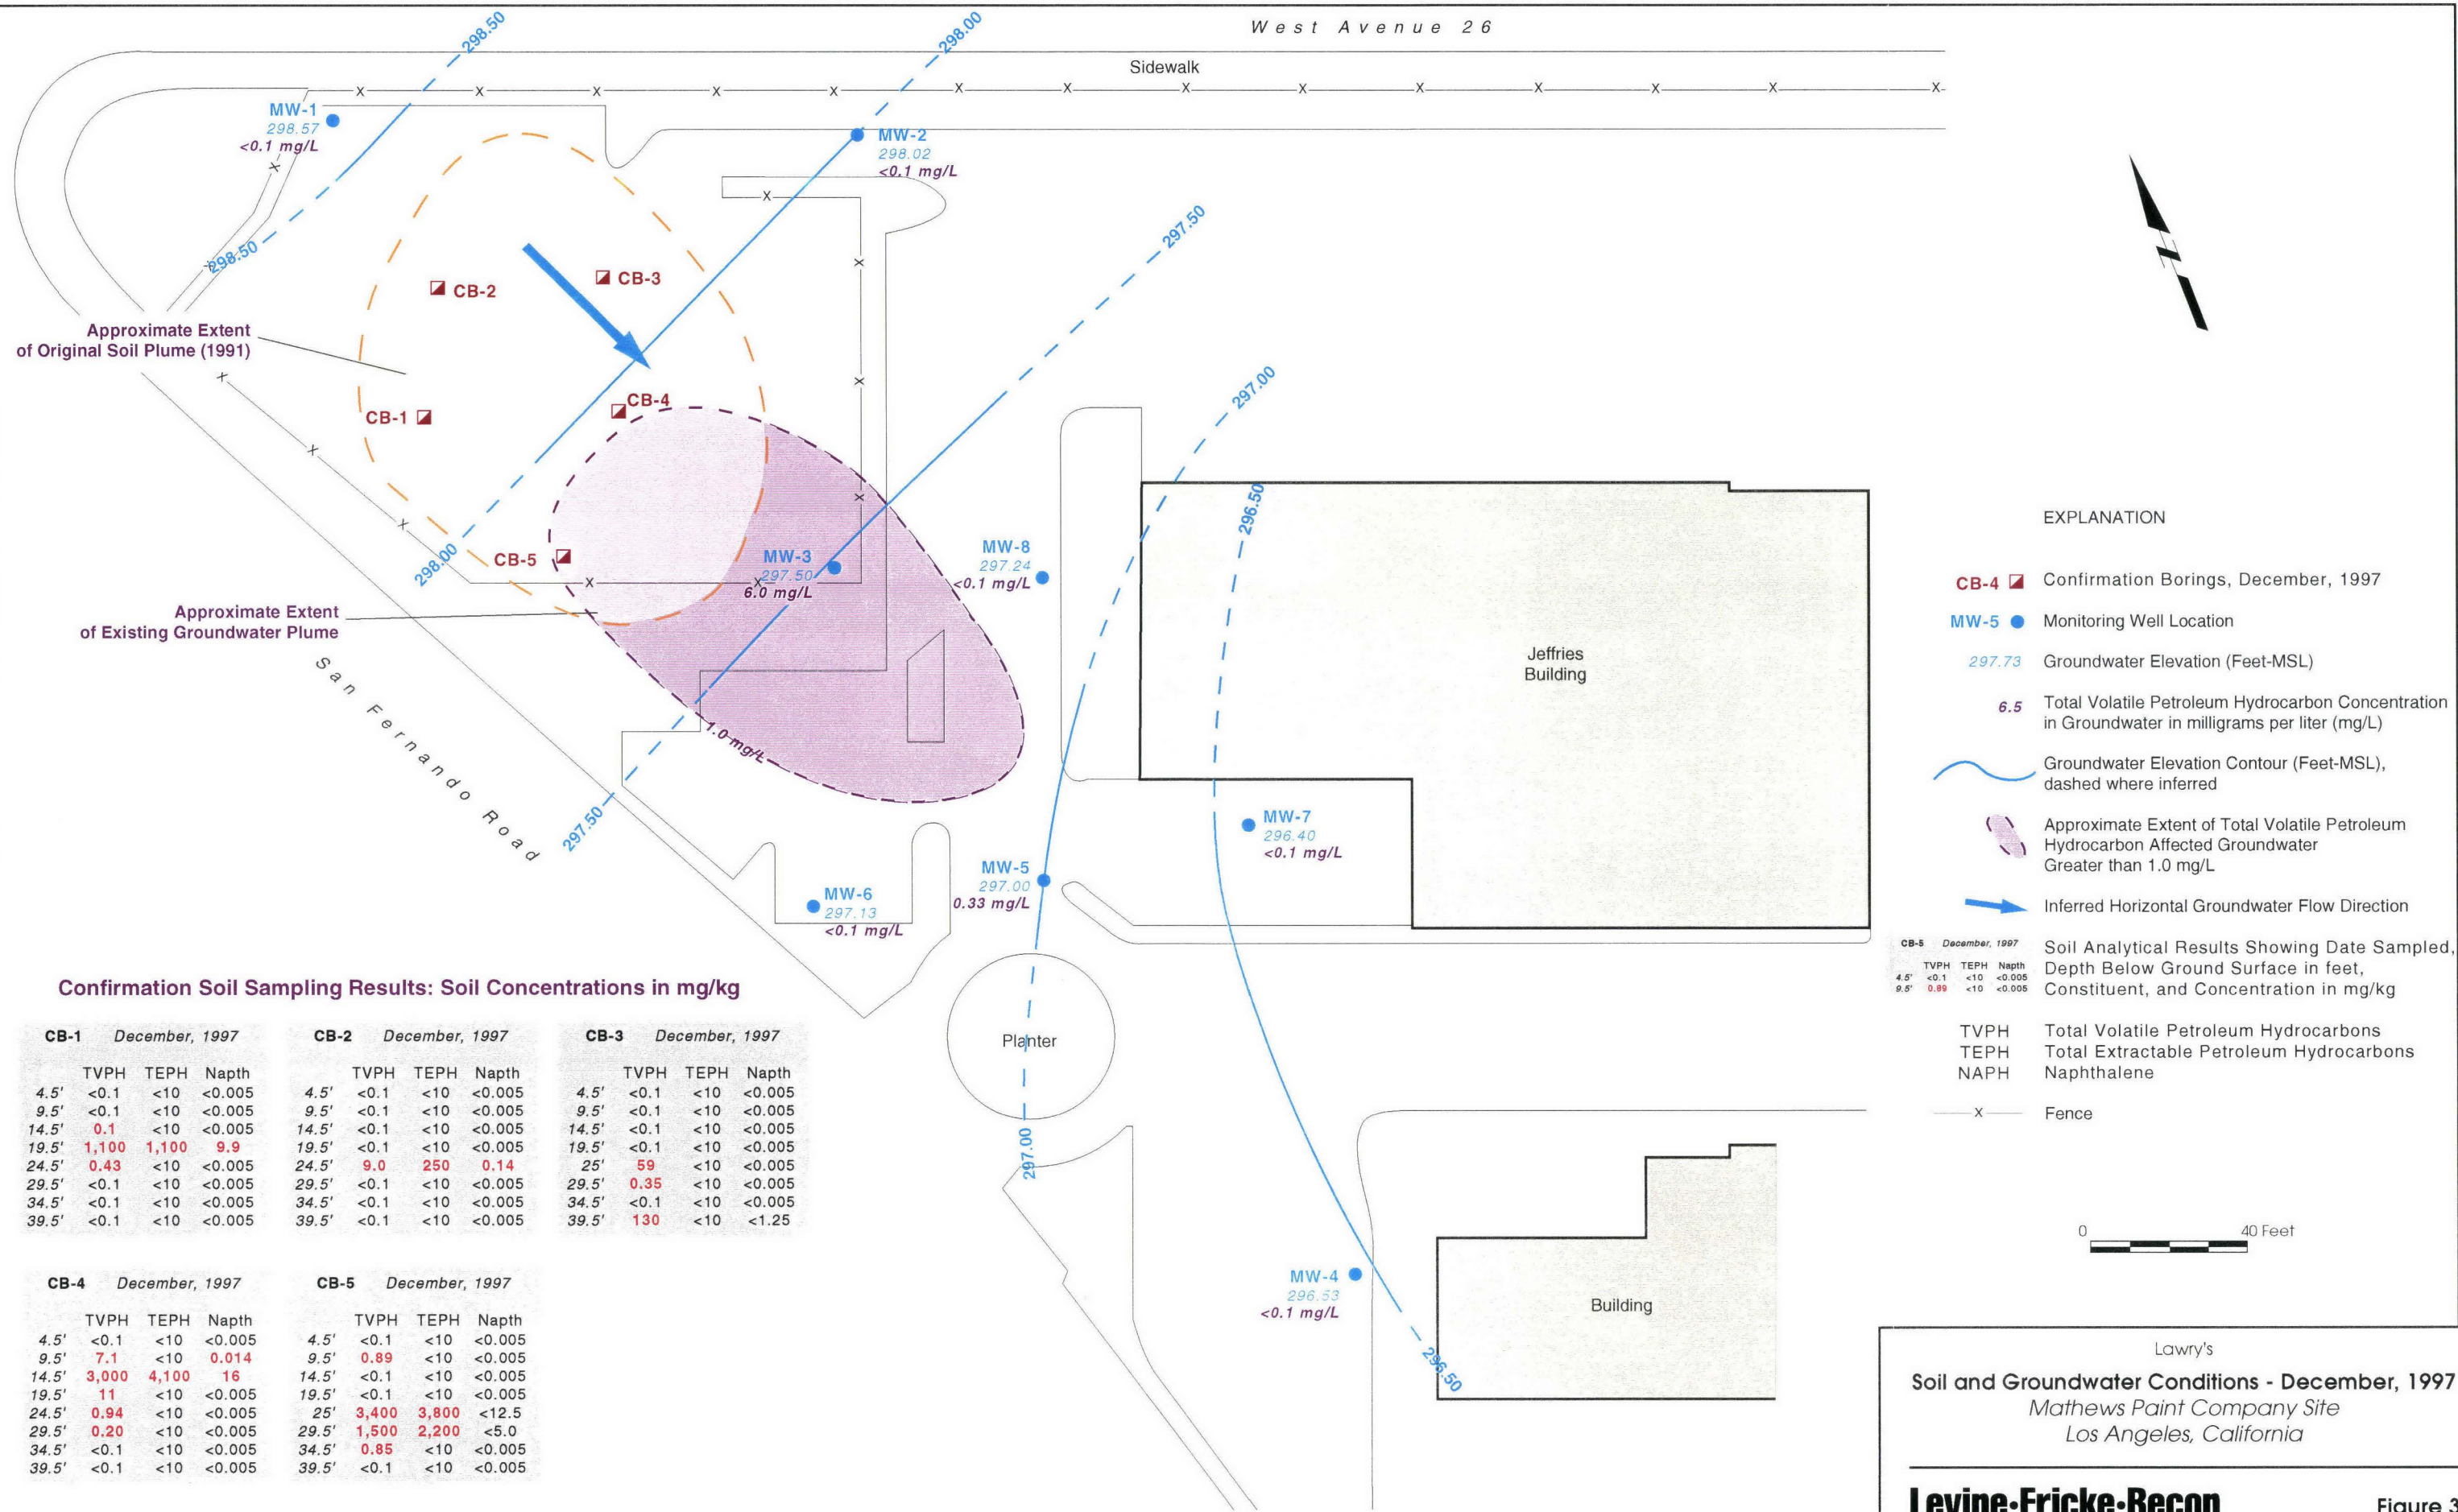 West Avenue 26
Sidewalk
298.50
298.00
MW-1
298.57
<0.1 mg/L
MW-2
298.02
<0.1 mg/L
297.50
298.50
CB-2
CB-3
Approximate Extent
of Original Soil Plume (1991)
297.00
CB-1
CB-4
296.50
298.00
CB-5
MW-3
297.50
6.0 mg/L
MW-8
297.24
<0.1 mg/L
Approximate Extent
of Existing Groundwater Plume
Jeffries
Building
San Fernando Road
1.0 mg/L
297.50
MW-7
296.40
<0.1 mg/L
MW-5
297.00
0.33 mg/L
MW-6
297.13
<0.1 mg/L
Planter
297.00
MW-4
296.53
<0.1 mg/L
Building
296.50
EXPLANATION
CB-4 Confirmation Borings, December, 1997
MW-5 Monitoring Well Location
297.73 Groundwater Elevation (Feet-MSL)
6.5 Total Volatile Petroleum Hydrocarbon Concentration
in Groundwater in milligrams per liter (mg/L)
Groundwater Elevation Contour (Feet-MSL),
dashed where inferred
Approximate Extent of Total Volatile Petroleum
Hydrocarbon Affected Groundwater
Greater than 1.0 mg/L
Inferred Horizontal Groundwater Flow Direction
CB-5 December, 1997
TVPH TEPH Napth
4.5' <0.1 <10 <0.005
9.5' 0.89 <10 <0.005
Soil Analytical Results Showing Date Sampled,
Depth Below Ground Surface in feet,
Constituent, and Concentration in mg/kg
TVPH Total Volatile Petroleum Hydrocarbons
TEPH Total Extractable Petroleum Hydrocarbons
NAPH Naphthalene
X Fence
0 40 Feet
Confirmation Soil Sampling Results: Soil Concentrations in mg/kg
CB-1 December, 1997
TVPH TEPH Napth
4.5' <0.1 <10 <0.005
9.5' <0.1 <10 <0.005
14.5' 0.1 <10 <0.005
19.5' 1,100 1,100 9.9
24.5' 0.43 <10 <0.005
29.5' <0.1 <10 <0.005
34.5' <0.1 <10 <0.005
39.5' <0.1 <10 <0.005
CB-2 December, 1997
TVPH TEPH Napth
4.5' <0.1 <10 <0.005
9.5' <0.1 <10 <0.005
14.5' <0.1 <10 <0.005
19.5' <0.1 <10 <0.005
24.5' 9.0 250 0.14
29.5' <0.1 <10 <0.005
34.5' <0.1 <10 <0.005
39.5' <0.1 <10 <0.005
CB-3 December, 1997
TVPH TEPH Napth
4.5' <0.1 <10 <0.005
9.5' <0.1 <10 <0.005
14.5' <0.1 <10 <0.005
19.5' <0.1 <10 <0.005
25' 59 <10 <0.005
29.5' 0.35 <10 <0.005
34.5' <0.1 <10 <0.005
39.5' 130 <10 <1.25
CB-4 December, 1997
TVPH TEPH Napth
4.5' <0.1 <10 <0.005
9.5' 7.1 <10 0.014
14.5' 3,000 4,100 16
19.5' 11 <10 <0.005
24.5' 0.94 <10 <0.005
29.5' 0.20 <10 <0.005
34.5' <0.1 <10 <0.005
39.5' <0.1 <10 <0.005
CB-5 December, 1997
TVPH TEPH Napth
4.5' <0.1 <10 <0.005
9.5' 0.89 <10 <0.005
14.5' <0.1 <10 <0.005
19.5' <0.1 <10 <0.005
25' 3,400 3,800 <12.5
29.5' 1,500 2,200 <5.0
34.5' 0.85 <10 <0.005
39.5' <0.1 <10 <0.005
Lawry's
Soil and Groundwater Conditions - December, 1997
Mathews Paint Company Site
Los Angeles, California
Levine•Fricke•Recon
Figure 3